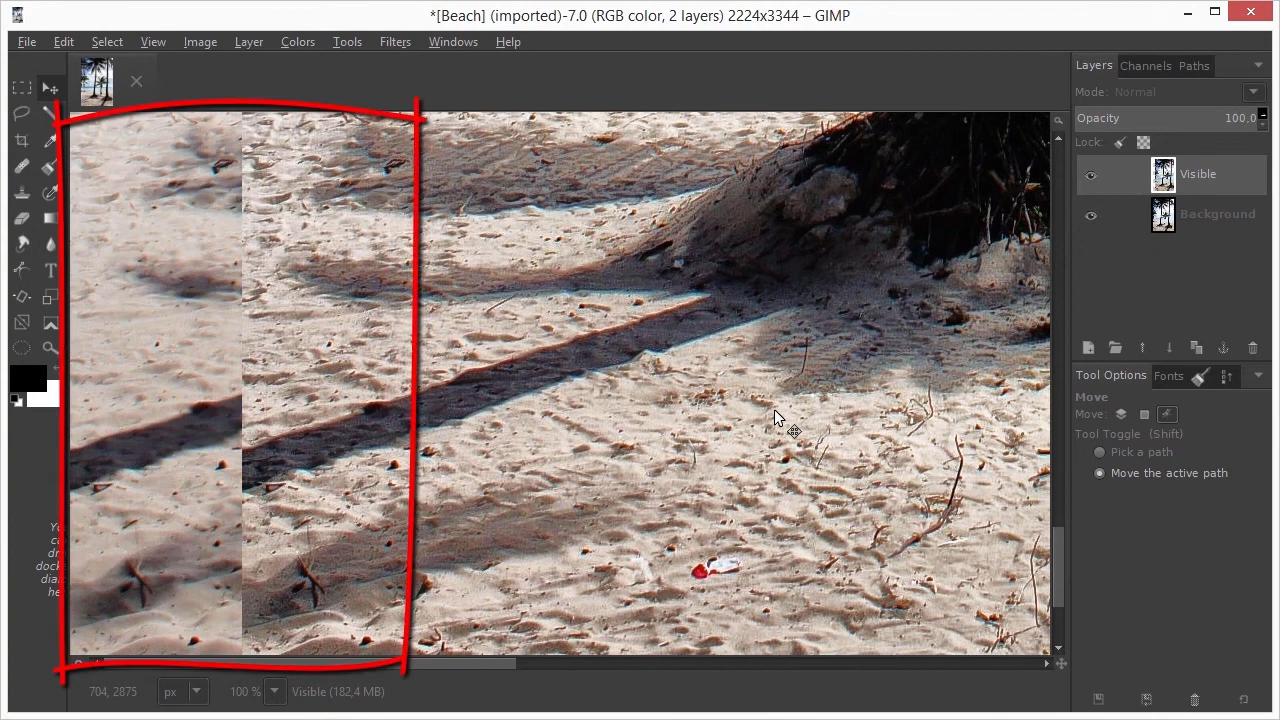 *[Beach] (imported)-7.0 (RGB color, 2 layers) 2224x3344 – GIMP
File Edit Select View Image Layer Colors Tools Filters Windows Help
Layers Channels Paths
Mode: Normal
Opacity 100,0
Lock:
Visible
Background
Tool Options Fonts
Move
Move:
Tool Toggle (Shift)
Pick a path
Move the active path
704, 2875 px 100 % Visible (182,4 MB)